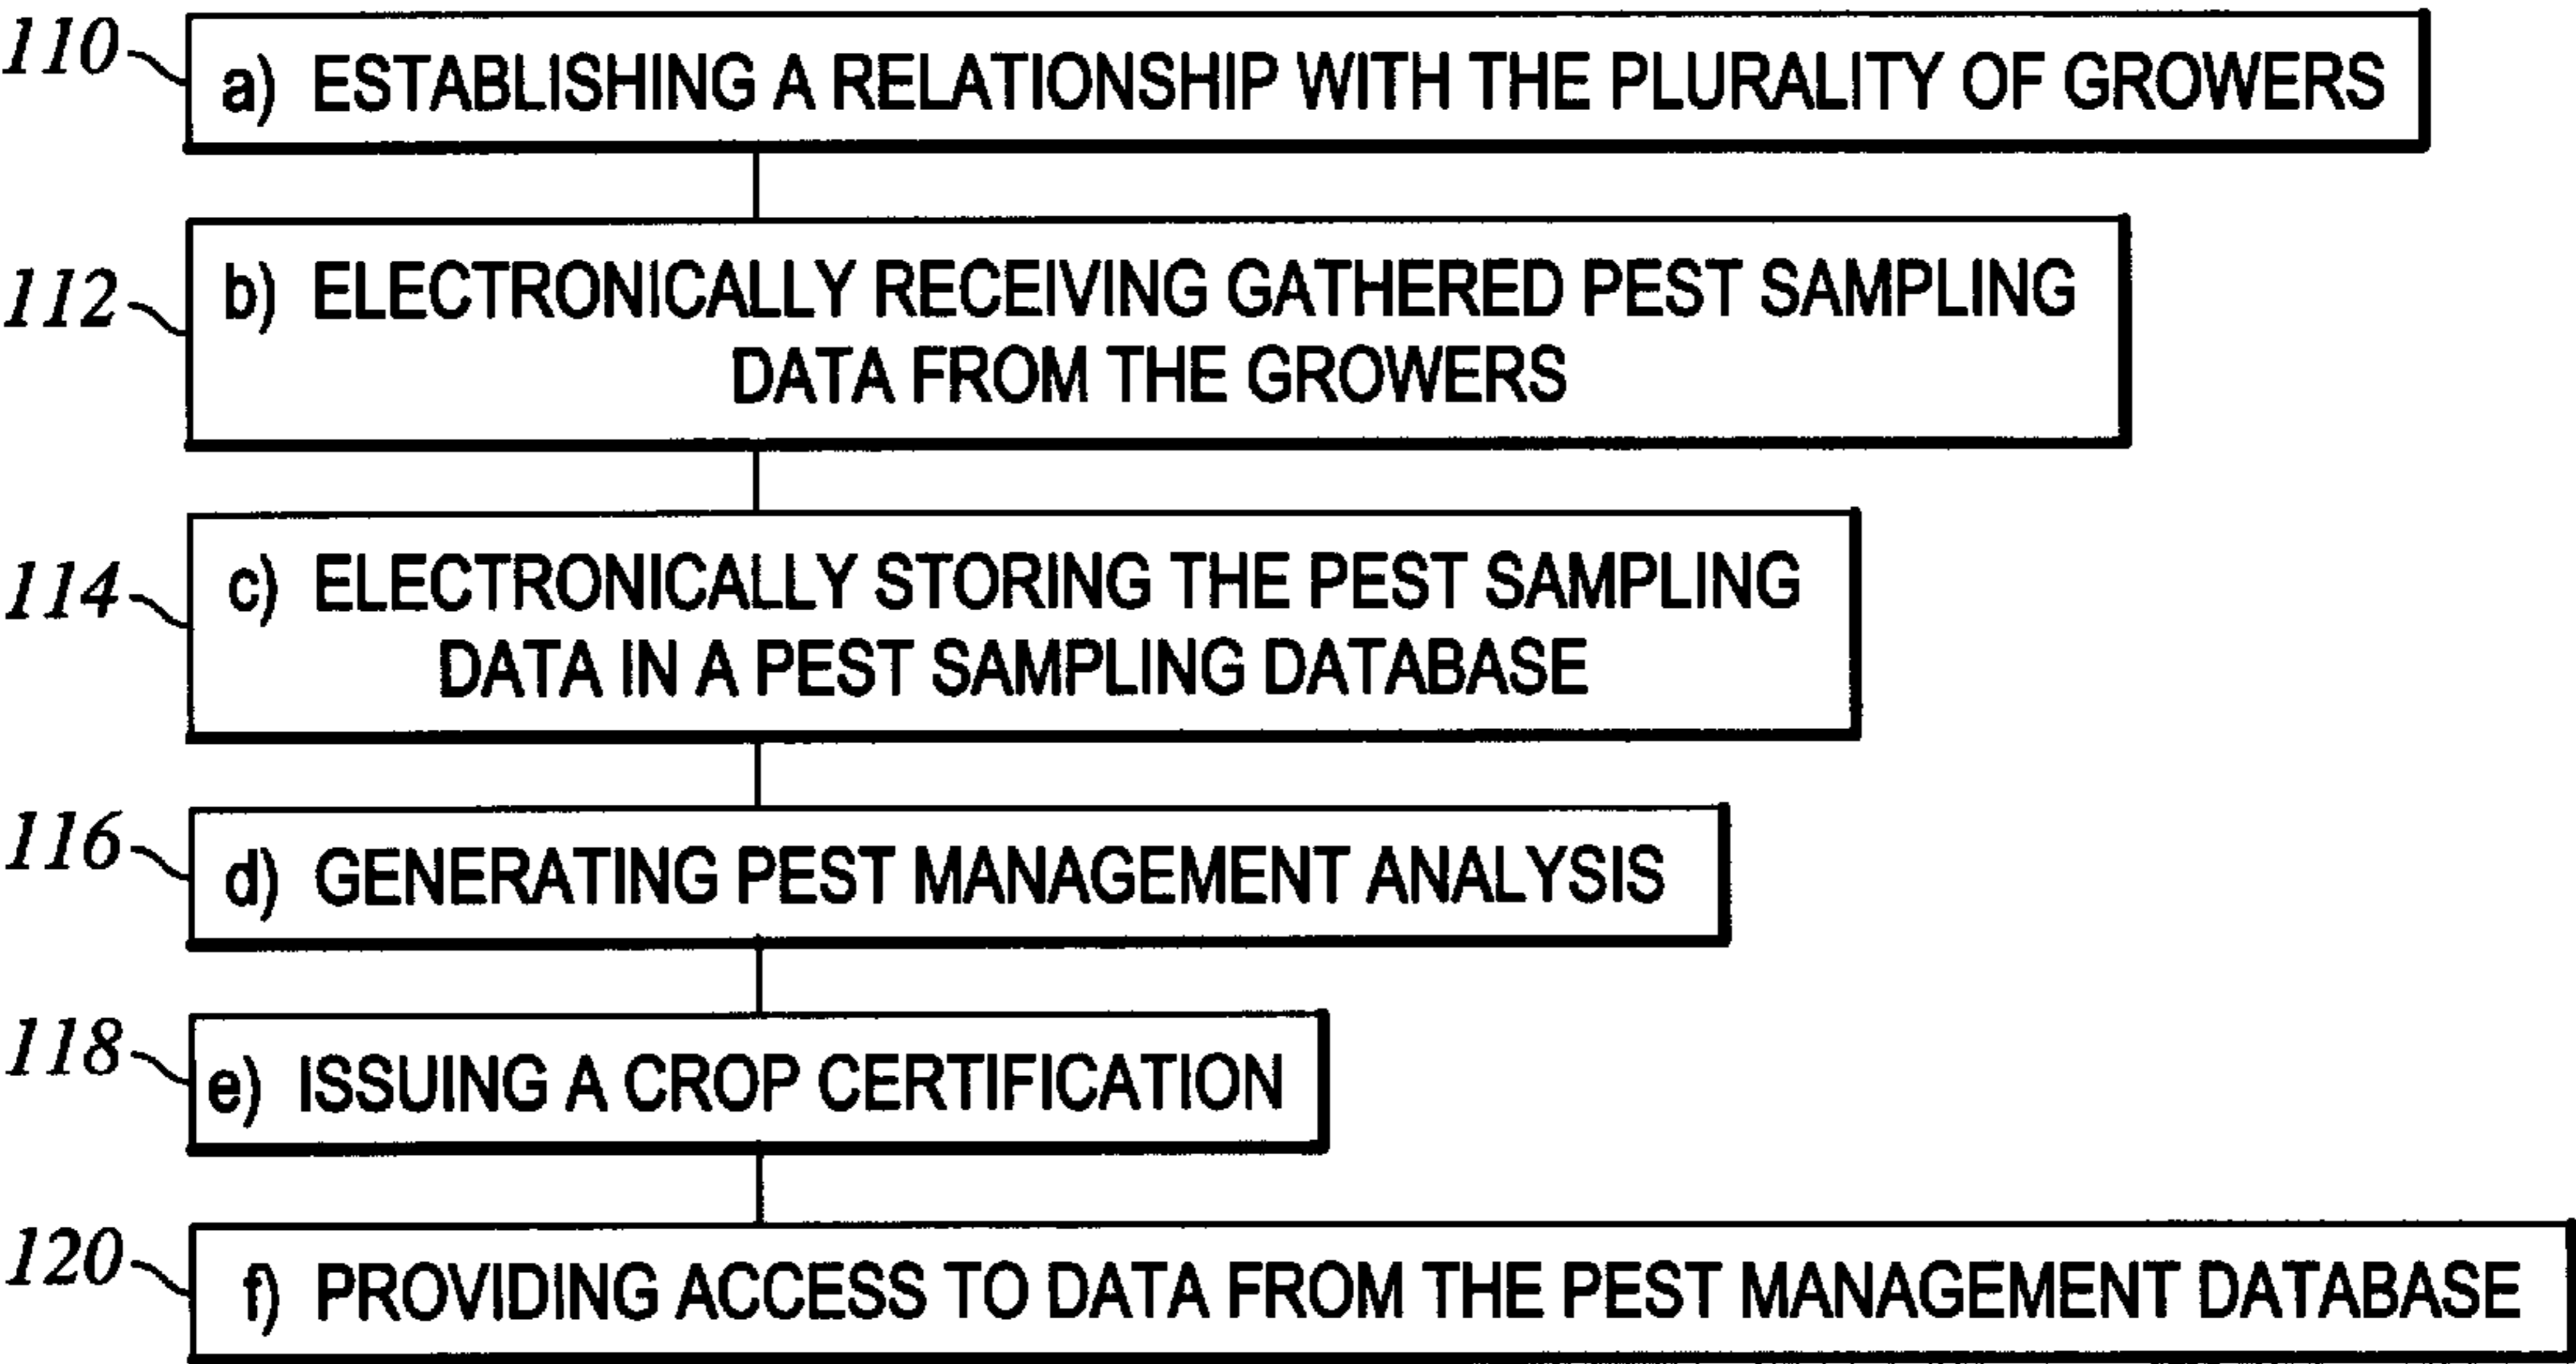 110 a) ESTABLISHING A RELATIONSHIP WITH THE PLURALITY OF GROWERS
112 b) ELECTRONICALLY RECEIVING GATHERED PEST SAMPLING
DATA FROM THE GROWERS
114 c) ELECTRONICALLY STORING THE PEST SAMPLING
DATA IN A PEST SAMPLING DATABASE
116 d) GENERATING PEST MANAGEMENT ANALYSIS
118 e) ISSUING A CROP CERTIFICATION
120 f) PROVIDING ACCESS TO DATA FROM THE PEST MANAGEMENT DATABASE